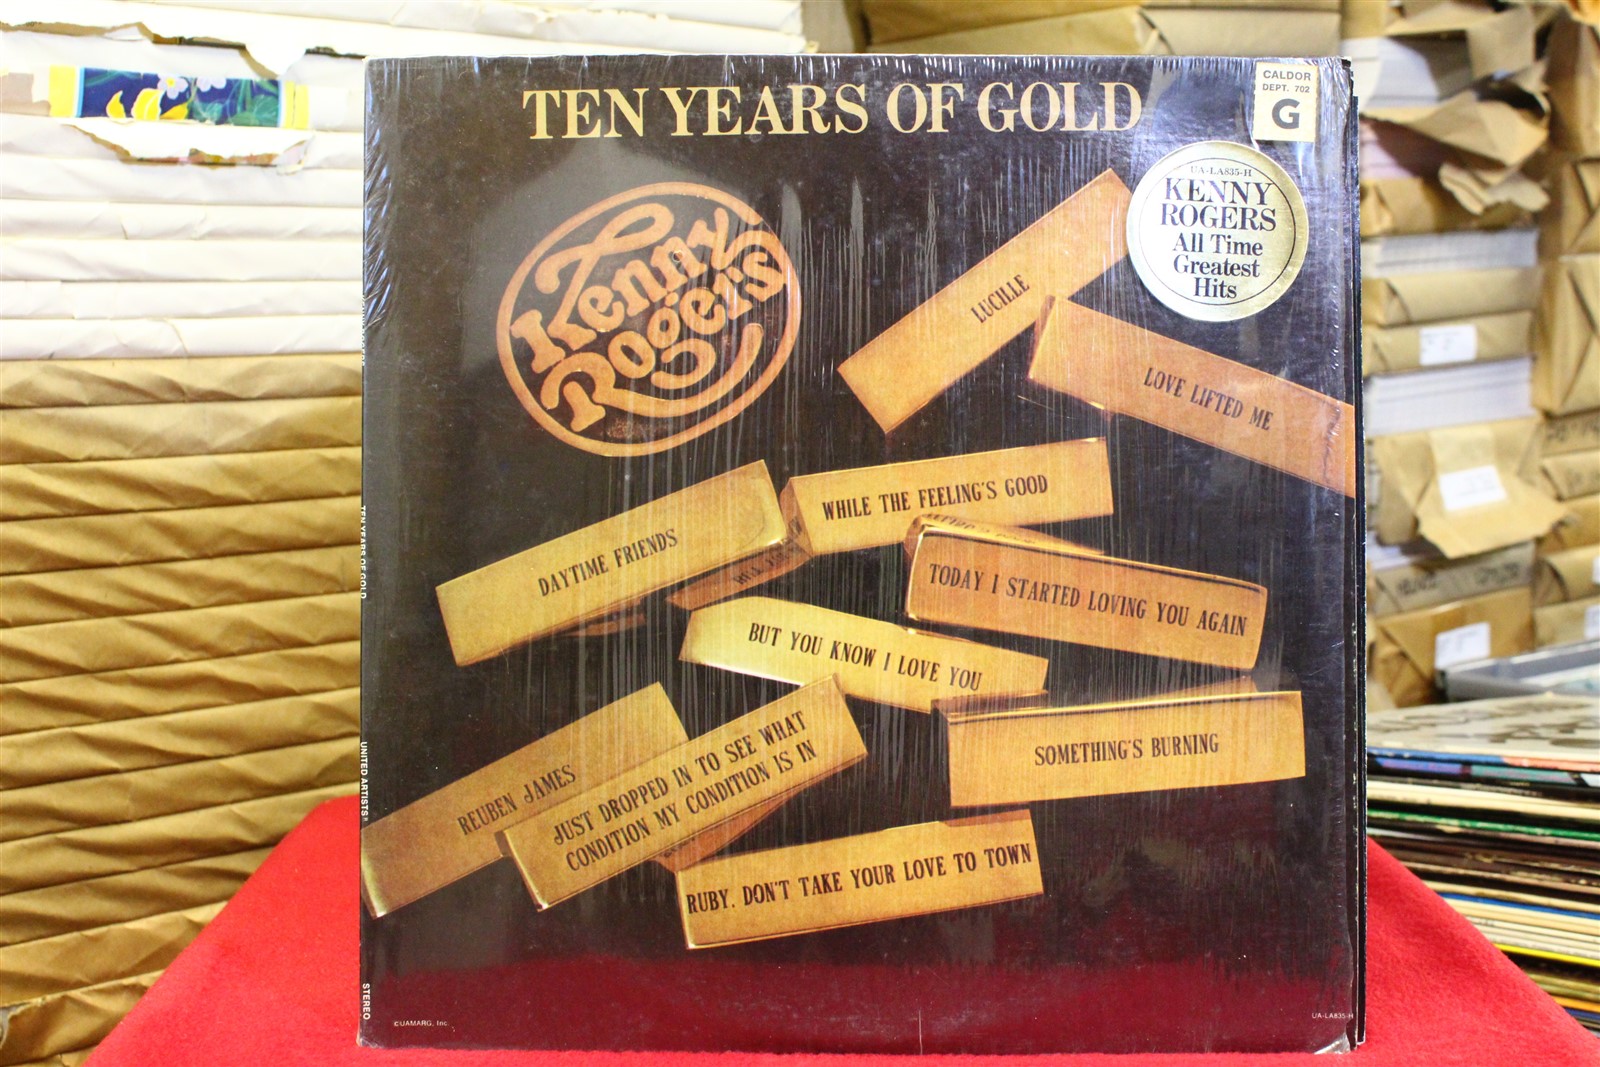 TEN YEARS OF GOLD
CALDOR
DEPT. 702
G
UA-LA835-H
KENNY
ROGERS
All Time
Greatest
Hits
Kenny
Rogers
LUCILLE
LOVE LIFTED ME
WHILE THE FEELING'S GOOD
DAYTIME FRIENDS
TODAY I STARTED LOVING YOU AGAIN
BUT YOU KNOW I LOVE YOU
SOMETHING'S BURNING
REUBEN JAMES
JUST DROPPED IN TO SEE WHAT
CONDITION MY CONDITION IS IN
RUBY. DON'T TAKE YOUR LOVE TO TOWN
TEN YEARS OF GOLD
UNITED ARTISTS
STEREO
©UAMARG, Inc.
UA-LA835-H